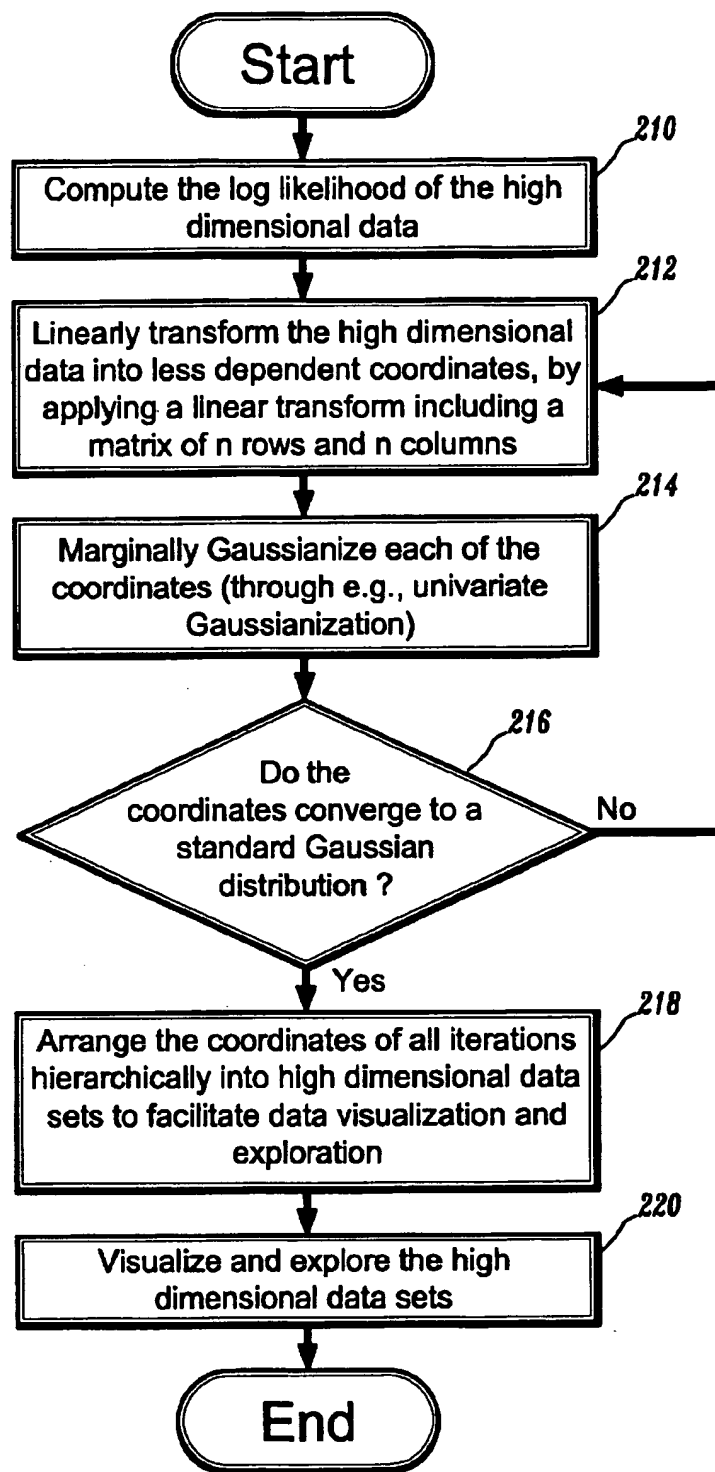 Start
210
Compute the log likelihood of the high
dimensional data
212
Linearly transform the high dimensional
data into less dependent coordinates, by
applying a linear transform including a
matrix of n rows and n columns
214
Marginally Gaussianize each of the
coordinates (through e.g., univariate
Gaussianization)
216
Do the
coordinates converge to a
standard Gaussian
distribution ?
No
Yes
218
Arrange the coordinates of all iterations
hierarchically into high dimensional data
sets to facilitate data visualization and
exploration
220
Visualize and explore the high
dimensional data sets
End